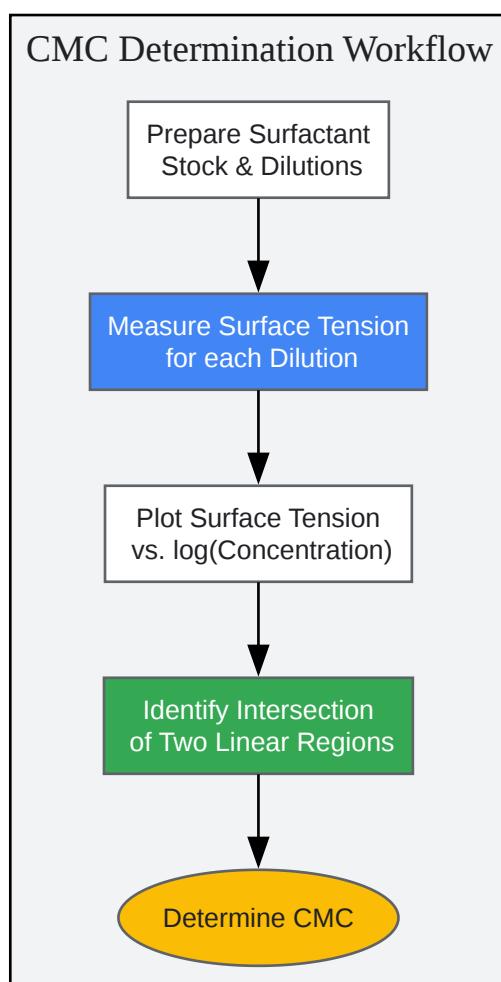 CMC Determination Workflow
Prepare Surfactant
Stock & Dilutions
Measure Surface Tension
for each Dilution
Plot Surface Tension
vs. log(Concentration)
Identify Intersection
of Two Linear Regions
Determine CMC